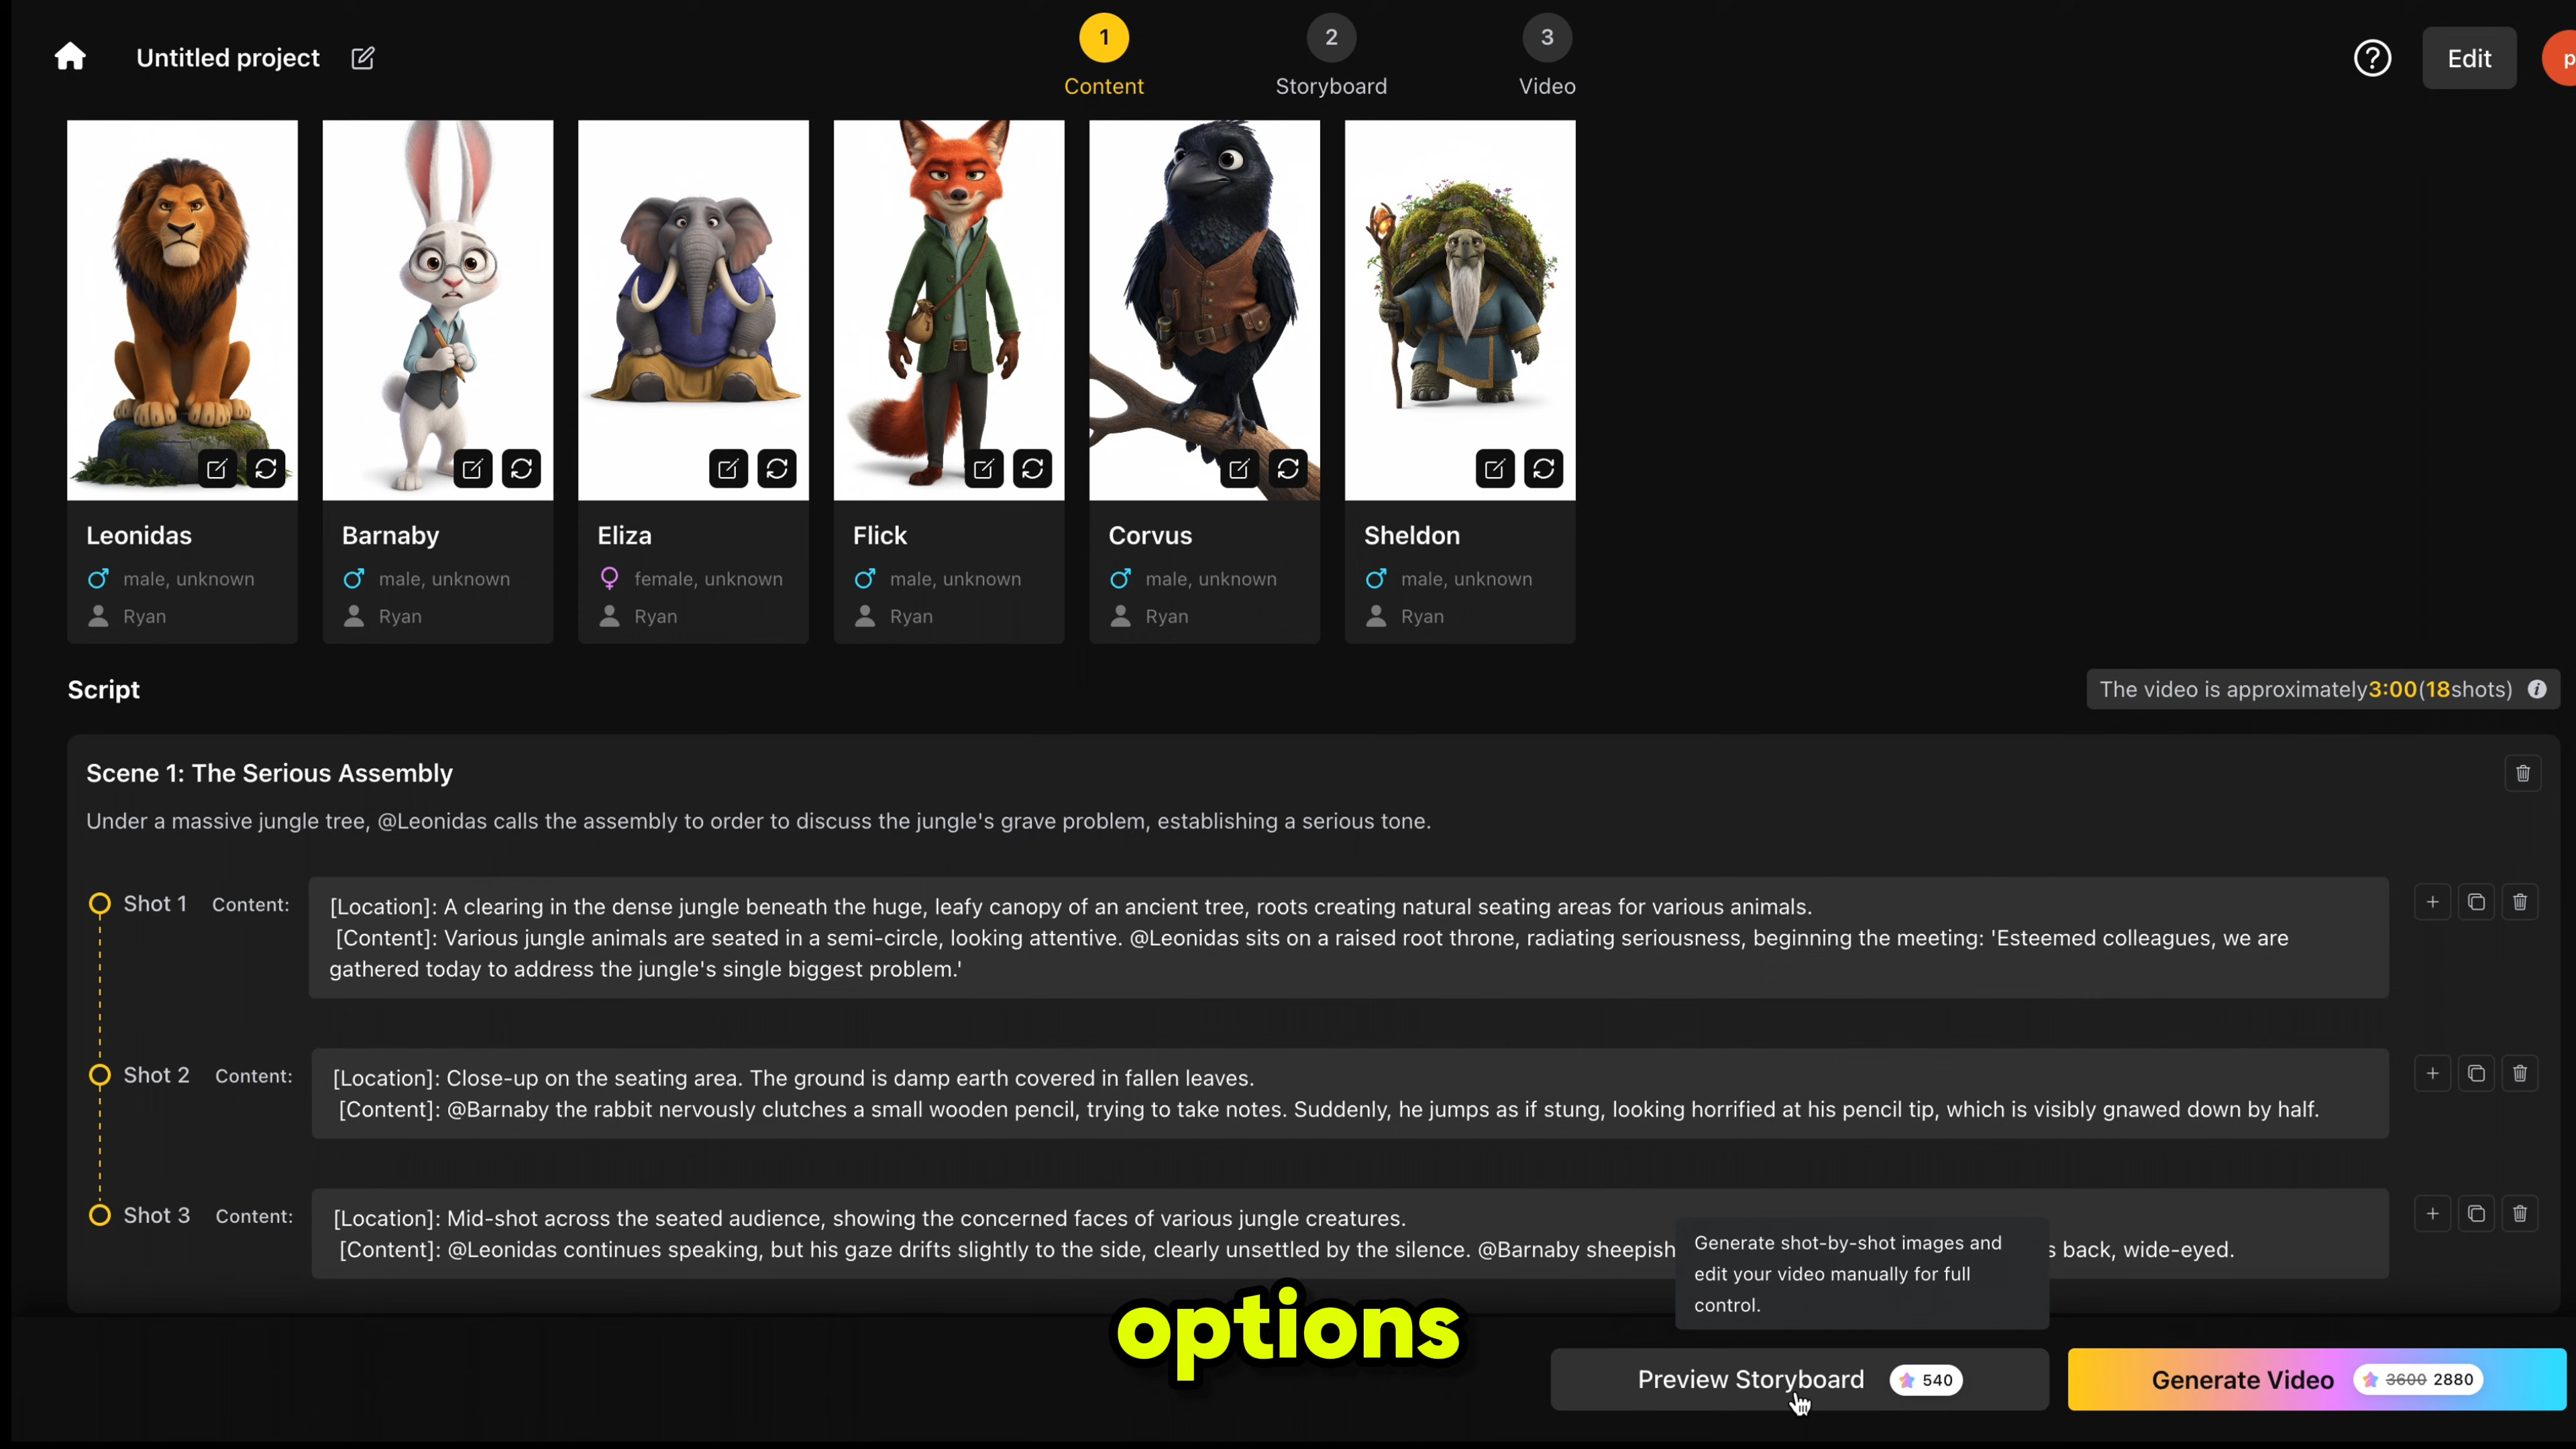 Untitled project
1
Content
2
Storyboard
3
Video
?
Edit
p
Leonidas
male, unknown
Ryan
Barnaby
male, unknown
Ryan
Eliza
female, unknown
Ryan
Flick
male, unknown
Ryan
Corvus
male, unknown
Ryan
Sheldon
male, unknown
Ryan
Script
The video is approximately3:00(18shots)
Scene 1: The Serious Assembly
Under a massive jungle tree, @Leonidas calls the assembly to order to discuss the jungle's grave problem, establishing a serious tone.
Shot 1 Content:
[Location]: A clearing in the dense jungle beneath the huge, leafy canopy of an ancient tree, roots creating natural seating areas for various animals.
[Content]: Various jungle animals are seated in a semi-circle, looking attentive. @Leonidas sits on a raised root throne, radiating seriousness, beginning the meeting: 'Esteemed colleagues, we are
gathered today to address the jungle's single biggest problem.'
Shot 2 Content:
[Location]: Close-up on the seating area. The ground is damp earth covered in fallen leaves.
[Content]: @Barnaby the rabbit nervously clutches a small wooden pencil, trying to take notes. Suddenly, he jumps as if stung, looking horrified at his pencil tip, which is visibly gnawed down by half.
Shot 3 Content:
[Location]: Mid-shot across the seated audience, showing the concerned faces of various jungle creatures.
[Content]: @Leonidas continues speaking, but his gaze drifts slightly to the side, clearly unsettled by the silence. @Barnaby sheepish s back, wide-eyed.
Generate shot-by-shot images and
edit your video manually for full
control.
options
Preview Storyboard 540
Generate Video 3600 2880